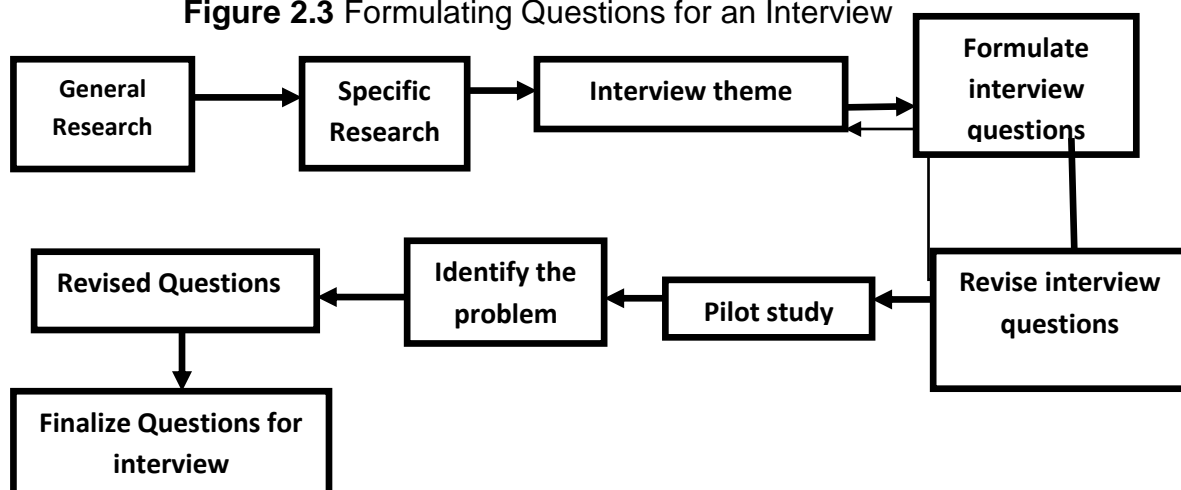 Figure 2.3 Formulating Questions for an Interview
General
Research
Specific
Research
Interview theme
Formulate
interview
questions
Revise interview
questions
Pilot study
Identify the
problem
Revised Questions
Finalize Questions for
interview